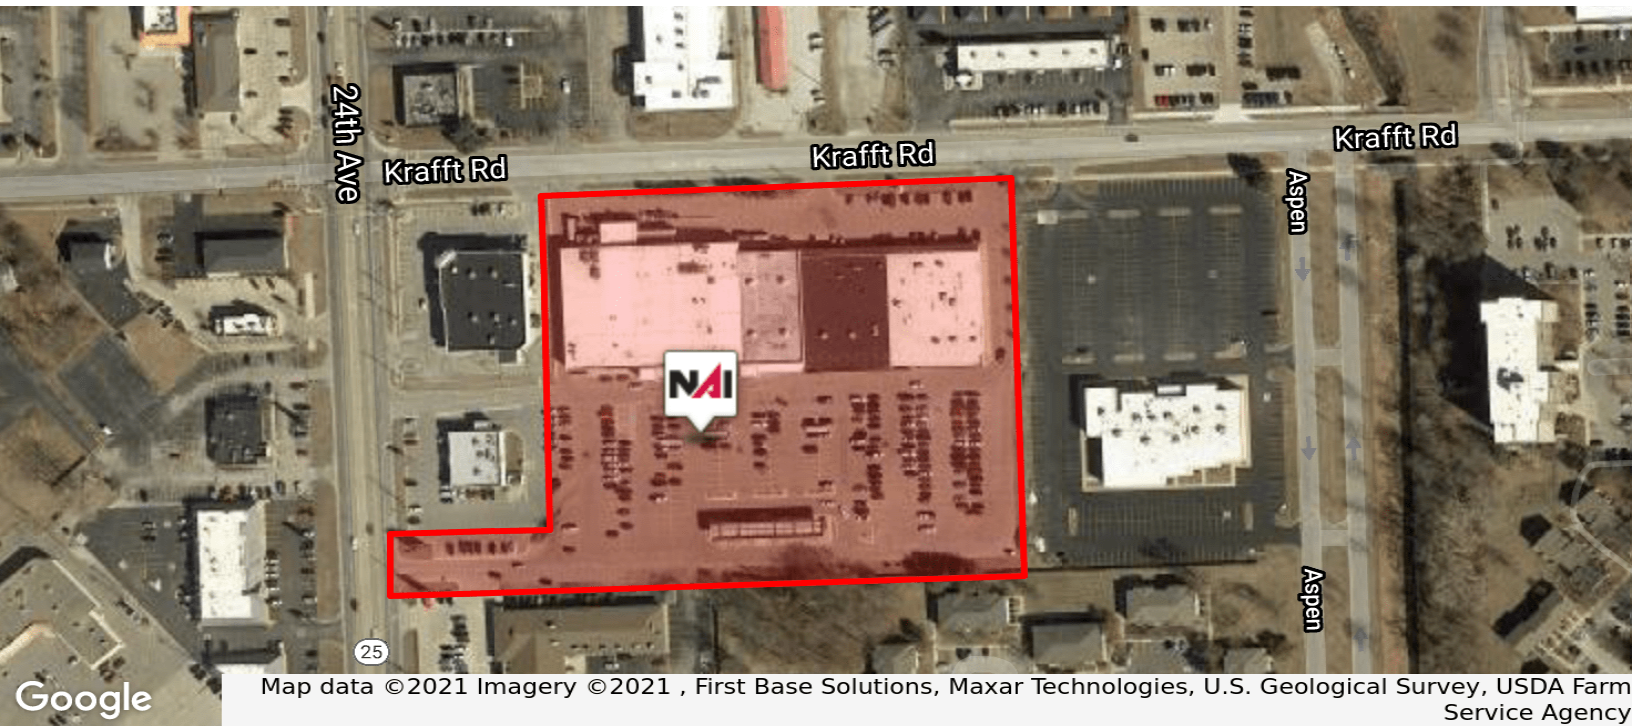 24th Ave
Krafft Rd
Krafft Rd
Krafft Rd
Aspen
NAI
Aspen
25
Google
Map data ©2021 Imagery ©2021 , First Base Solutions, Maxar Technologies, U.S. Geological Survey, USDA Farm
Service Agency